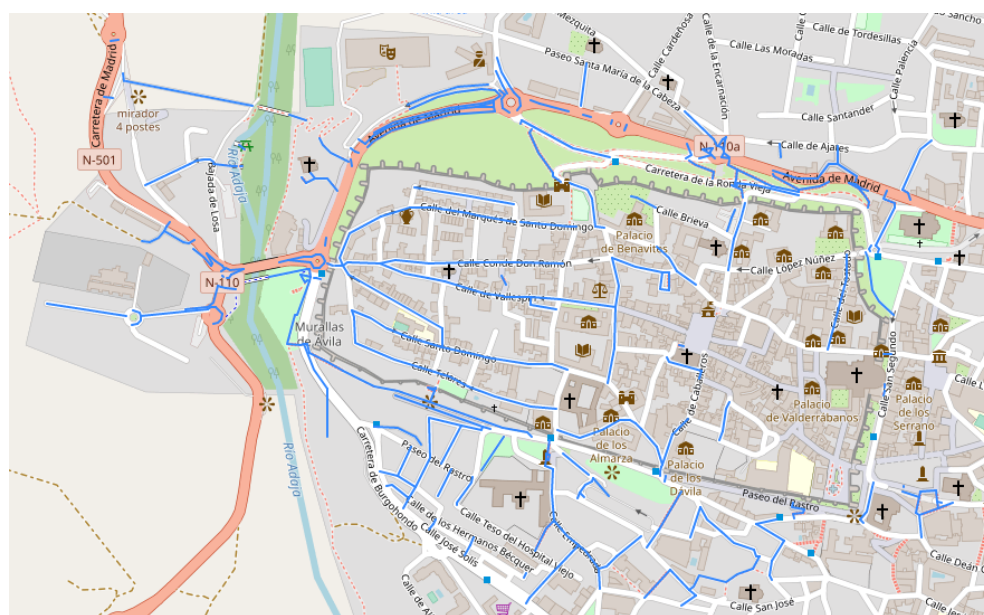 Mezquita
Calle Cardeñosa
Calle de la Encarnación
Calle Las Moradas
Calle de Tordesillas
Sancho
Calle Palencia
Paseo Santa María de la Cabeza
Carretera de Madrid
mirador
4 postes
Avenida de Madrid
Calle Santander
N-501
Río Adaja
Bajada de Losa
N-110a
Calle de Ajares
Carretera de la Ronda Vieja
Avenida de Madrid
Calle del Marqués de Santo Domingo
Calle Brieva
Palacio
de Benavites
Calle Conde Don Ramón
Calle López Núñez
Calle del Tostado
N-110
Calle de Vallespín
Murallas
de Ávila
Calle Santo Domingo
Calle San Segundo
Calle Telares
Calle de Caballeros
Palacio
de Valderrábanos
Palacio
de los
Serrano
Palacio
de los
Almarza
Río Adaja
Carretera de Burgohondo
Paseo del Rastro
Palacio
de los
Dávila
Paseo del Rastro
Calle de los Hermanos Bécquer
Calle Teso del Hospital Viejo
Calle José Solís
Calle Empedrada
Calle Deán
Calle San José